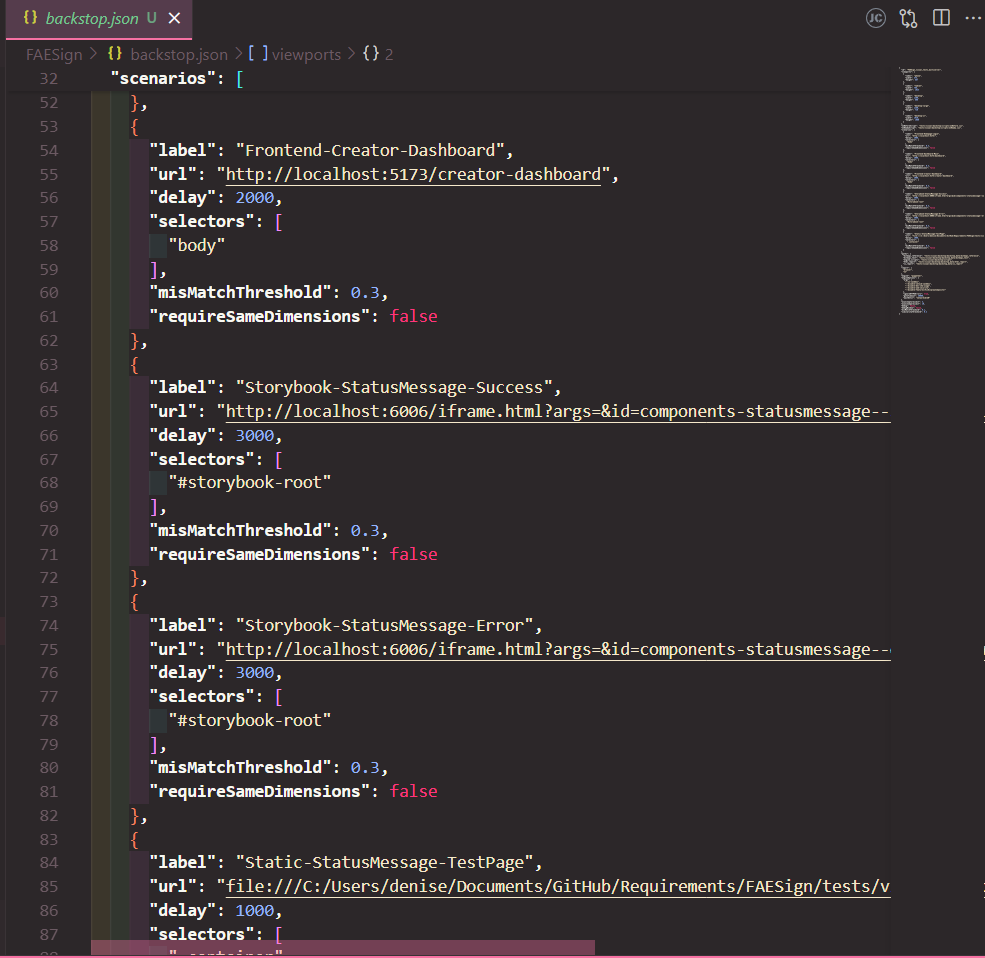 {} backstop.json U ×
JC
FAESign > {} backstop.json > [ ] viewports > {} 2
32 "scenarios": [
52 },
53 {
54 "label": "Frontend-Creator-Dashboard",
55 "url": "http://localhost:5173/creator-dashboard",
56 "delay": 2000,
57 "selectors": [
58 "body"
59 ],
60 "misMatchThreshold": 0.3,
61 "requireSameDimensions": false
62 },
63 {
64 "label": "Storybook-StatusMessage-Success",
65 "url": "http://localhost:6006/iframe.html?args=&id=components-statusmessage--
66 "delay": 3000,
67 "selectors": [
68 "#storybook-root"
69 ],
70 "misMatchThreshold": 0.3,
71 "requireSameDimensions": false
72 },
73 {
74 "label": "Storybook-StatusMessage-Error",
75 "url": "http://localhost:6006/iframe.html?args=&id=components-statusmessage--
76 "delay": 3000,
77 "selectors": [
78 "#storybook-root"
79 ],
80 "misMatchThreshold": 0.3,
81 "requireSameDimensions": false
82 },
83 {
84 "label": "Static-StatusMessage-TestPage",
85 "url": "file:///C:/Users/denise/Documents/GitHub/Requirements/FAESign/tests/v
86 "delay": 1000,
87 "selectors": [